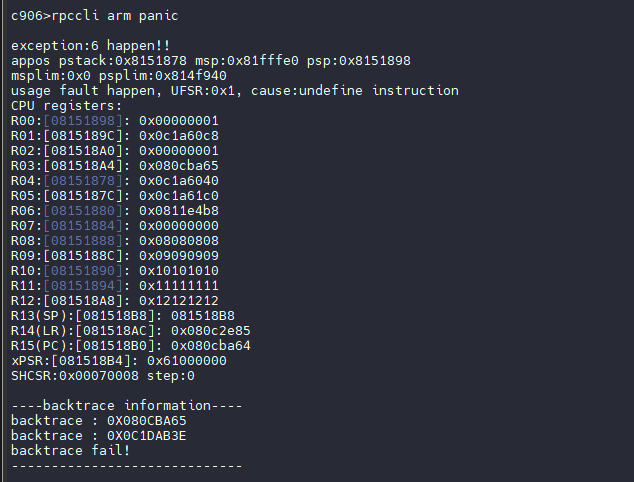 c906>rpccli arm panic
exception:6 happen!!
appos pstack:0x8151878 msp:0x81fffe0 psp:0x8151898
msplim:0x0 psplim:0x814f940
usage fault happen, UFSR:0x1, cause:undefine instruction
CPU registers:
R00:[08151898]: 0x00000001
R01:[0815189C]: 0x0c1a60c8
R02:[081518A0]: 0x00000001
R03:[081518A4]: 0x080cba65
R04:[08151878]: 0x0c1a6040
R05:[0815187C]: 0x0c1a61c0
R06:[08151880]: 0x0811e4b8
R07:[08151884]: 0x00000000
R08:[08151888]: 0x08080808
R09:[0815188C]: 0x09090909
R10:[08151890]: 0x10101010
R11:[08151894]: 0x11111111
R12:[081518A8]: 0x12121212
R13(SP):[081518B8]: 081518B8
R14(LR):[081518AC]: 0x080c2e85
R15(PC):[081518B0]: 0x080cba64
xPSR:[081518B4]: 0x61000000
SHCSR:0x00070008 step:0
----backtrace information----
backtrace : 0X080CBA65
backtrace : 0X0C1DAB3E
backtrace fail!
-----------------------------